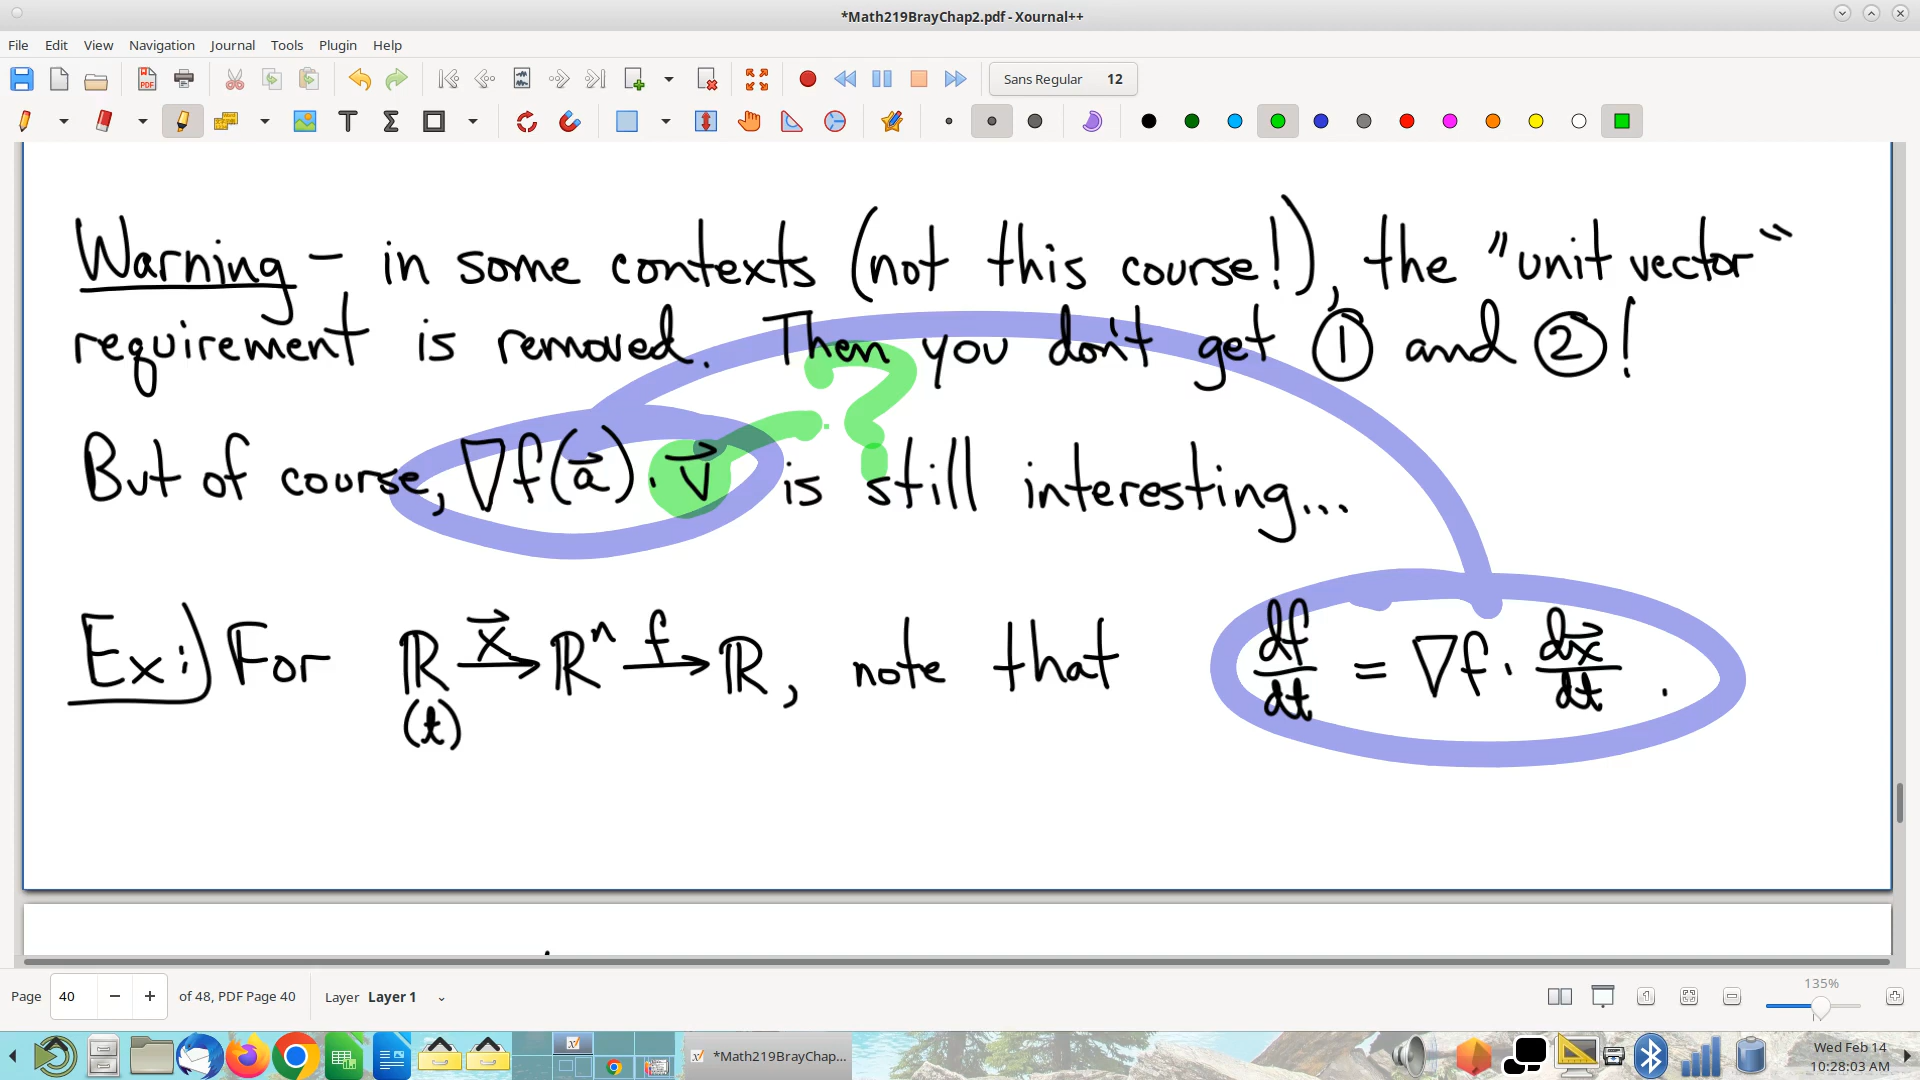 *Math219BrayChap2.pdf - Xournal++
File Edit View Navigation Journal Tools Plugin Help
Sans Regular 12
Warning - in some contexts (not this course!), the "unit vector"
requirement is removed. Then you don't get ① and ②!
?
But of course, ∇f(a⃗)·v⃗ is still interesting...
Ex:) For ℝ →x⃗ ℝⁿ →f ℝ, note that df/dt = ∇f · dx⃗/dt .
(t)
Page 40 of 48, PDF Page 40 Layer Layer 1
135%
*Math219BrayChap...
Wed Feb 14
10:28:03 AM